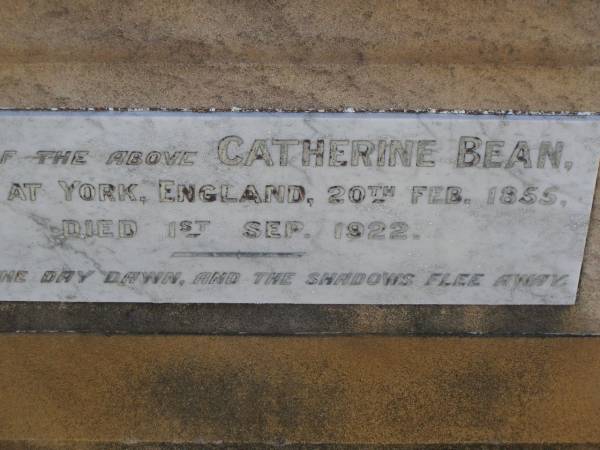 F THE ABOVE CATHERINE BEAN,
AT YORK, ENGLAND, 20TH FEB. 1855,
DIED 1ST SEP. 1922.
NE DAY DAWN, AND THE SHADOWS FLEE AWAY.